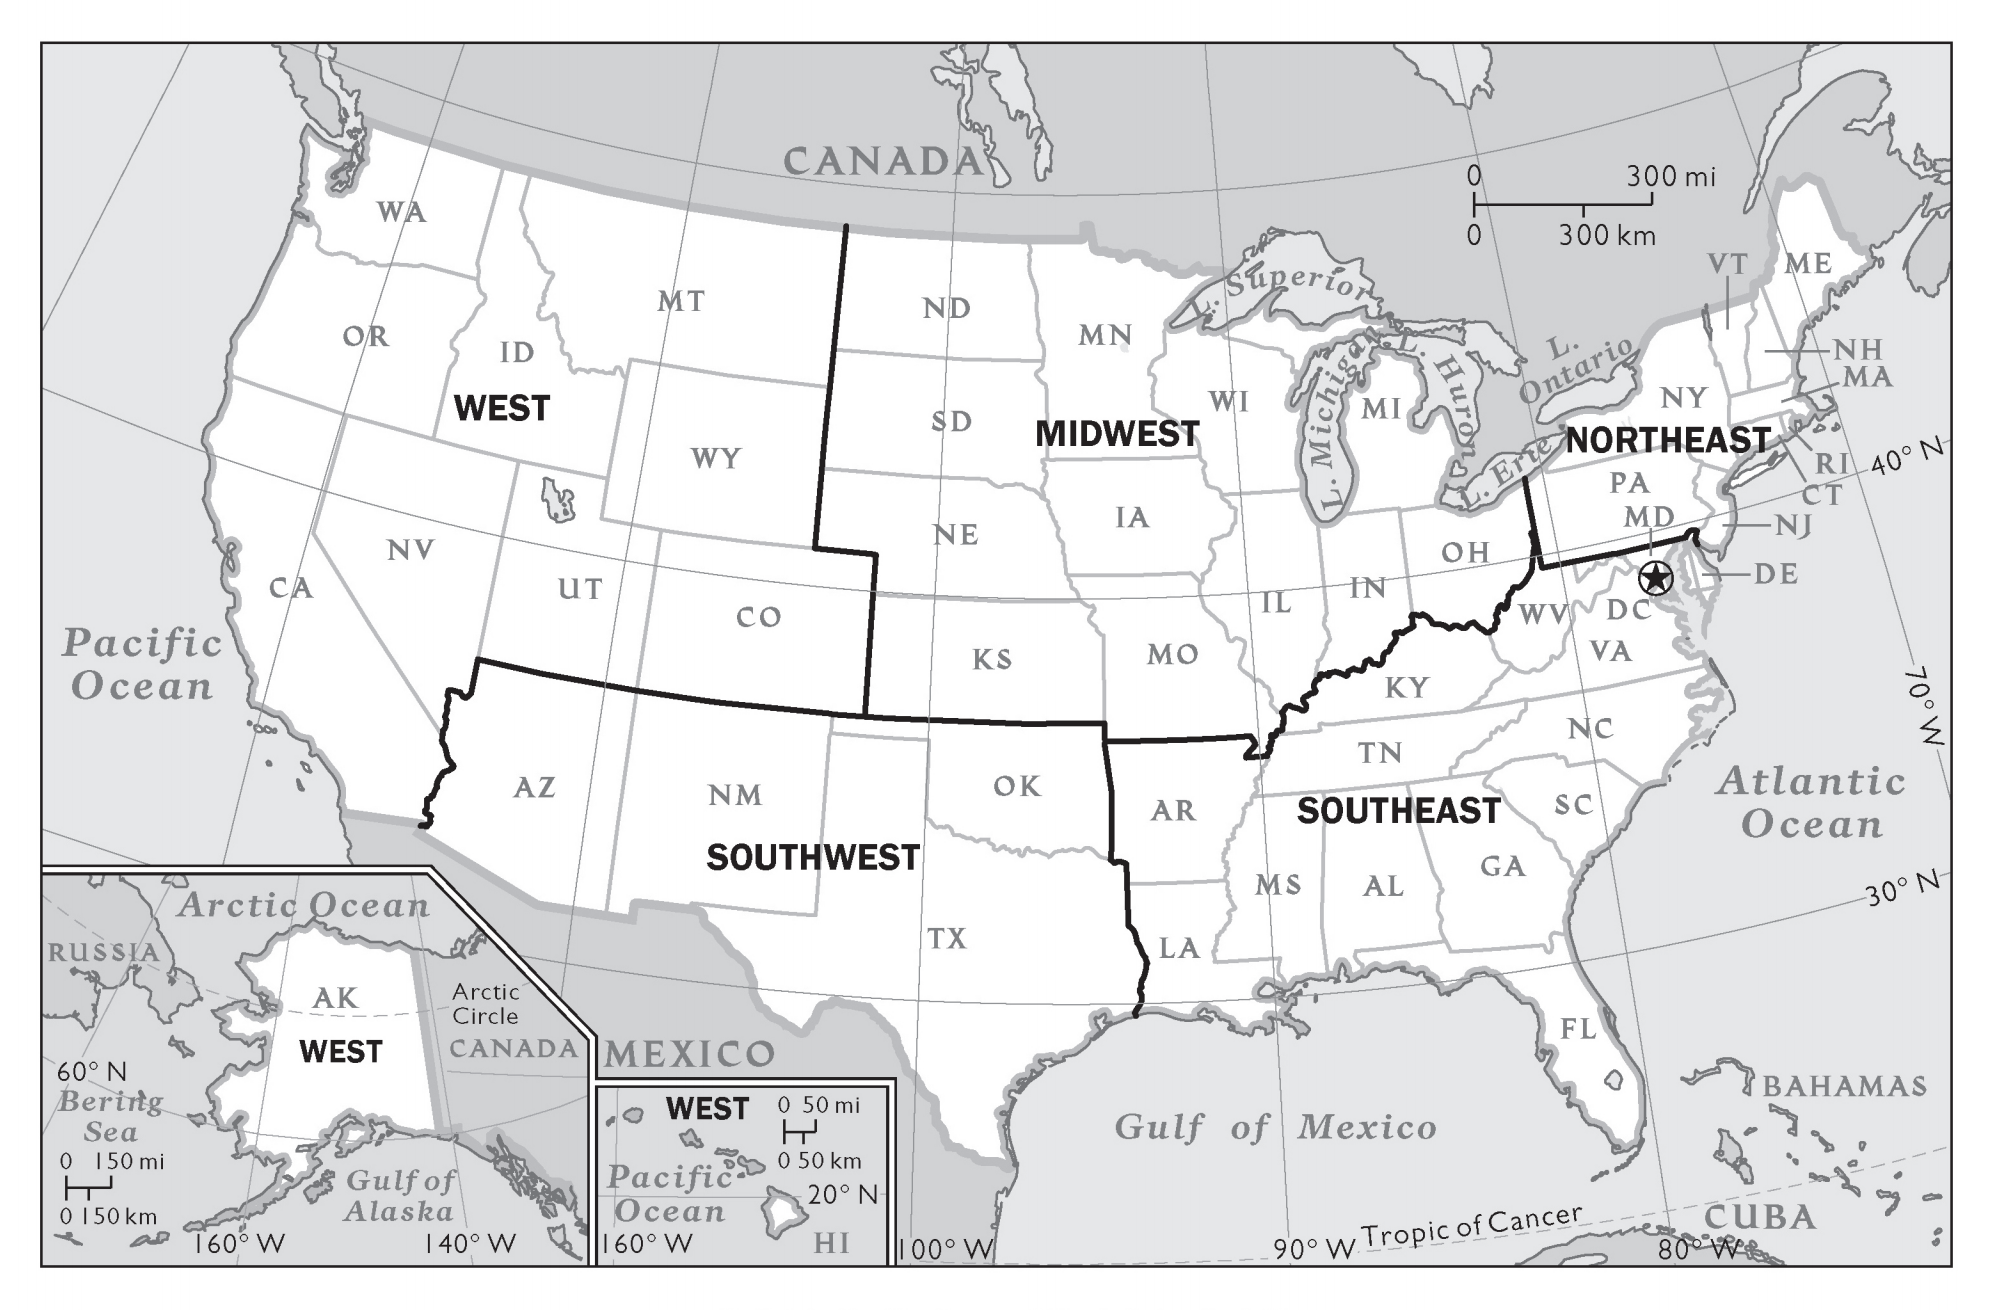 CANADA
0 300 mi
0 300 km
WA
VT
ME
MT
ND
L. Superior
OR
ID
MN
NH
L. Ontario
MA
WEST
SD
WI
L. Michigan
MI
L. Huron
NY
MIDWEST
NORTHEAST
WY
L. Erie
RI
40° N
PA
CT
IA
MD
NJ
NE
NV
OH
CA
UT
IN
DE
IL
CO
WV
DC
Pacific
Ocean
KS
MO
VA
KY
70° W
NC
TN
AZ
NM
OK
AR
SOUTHEAST
SC
Atlantic
Ocean
SOUTHWEST
GA
MS
AL
30° N
TX
LA
FL
MEXICO
Gulf of Mexico
BAHAMAS
CUBA
Tropic of Cancer
100° W
90° W
80° W
Arctic Ocean
RUSSIA
AK
Arctic
Circle
WEST
CANADA
60° N
Bering
Sea
0 150 mi
0 150 km
Gulf of
Alaska
160° W
140° W
WEST
0 50 mi
0 50 km
Pacific
Ocean
20° N
HI
160° W